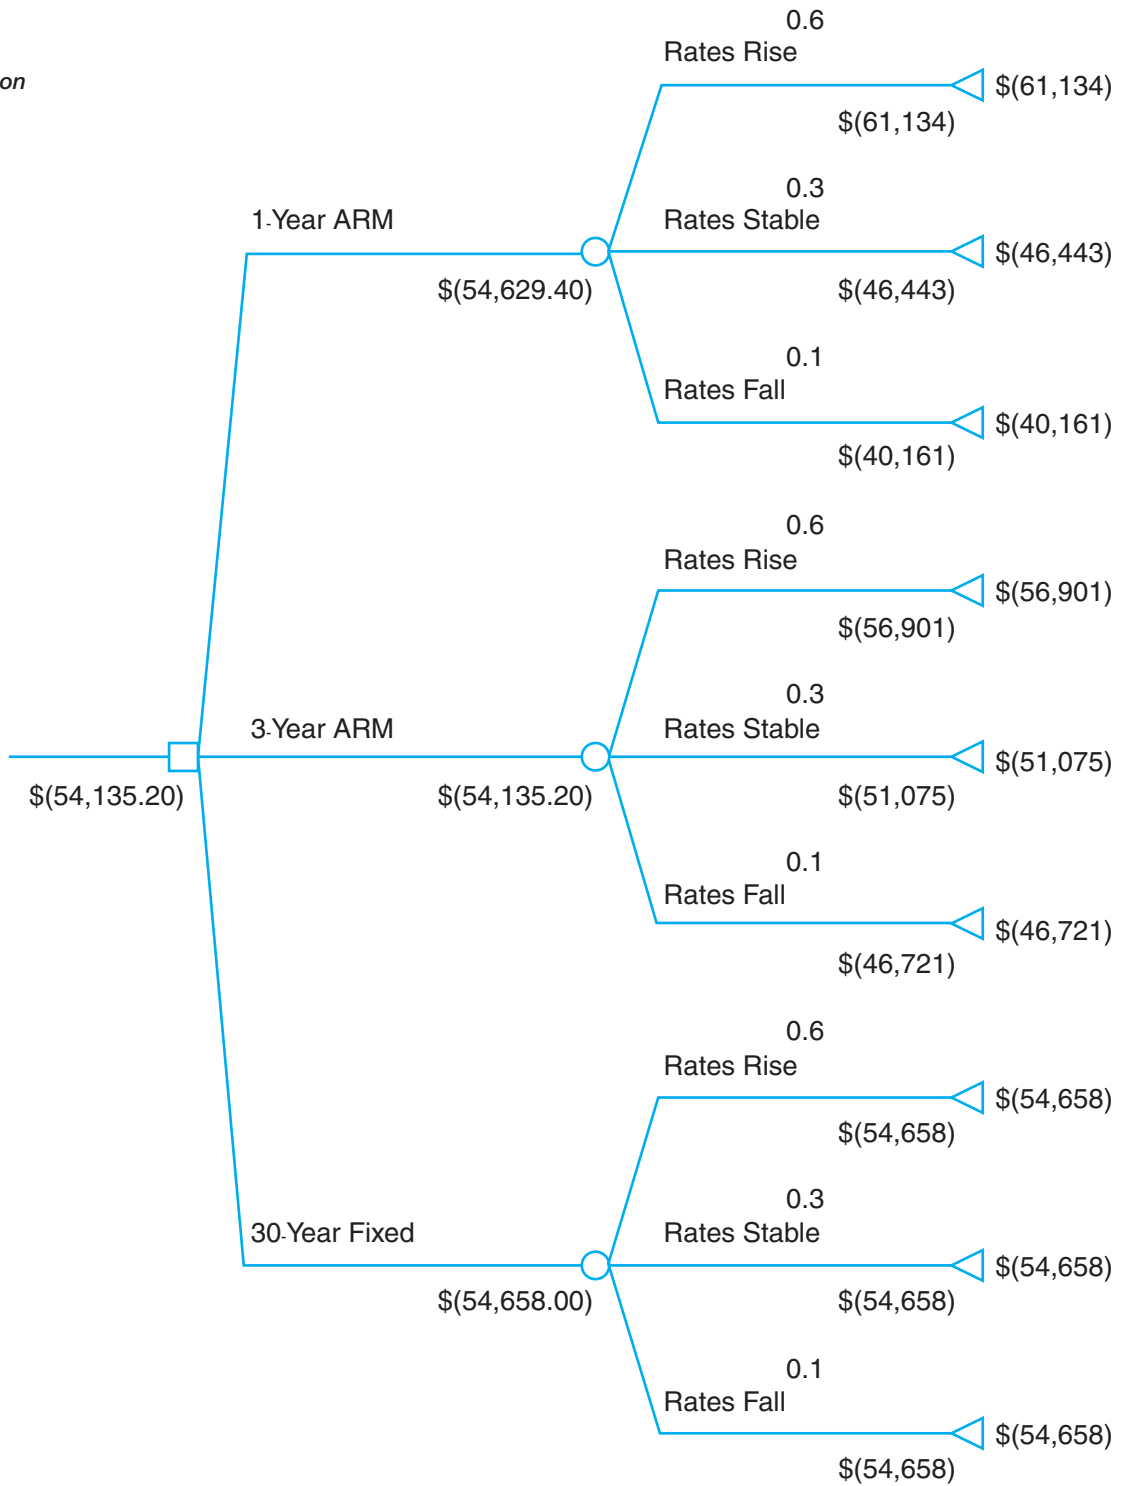 on
0.6
Rates Rise
$(61,134)
$(61,134)
0.3
Rates Stable
$(46,443)
$(46,443)
0.1
Rates Fall
$(40,161)
$(40,161)
1-Year ARM
$(54,629.40)
0.6
Rates Rise
$(56,901)
$(56,901)
0.3
Rates Stable
$(51,075)
$(51,075)
0.1
Rates Fall
$(46,721)
$(46,721)
3-Year ARM
$(54,135.20)
$(54,135.20)
0.6
Rates Rise
$(54,658)
$(54,658)
0.3
Rates Stable
$(54,658)
$(54,658)
0.1
Rates Fall
$(54,658)
$(54,658)
30-Year Fixed
$(54,658.00)